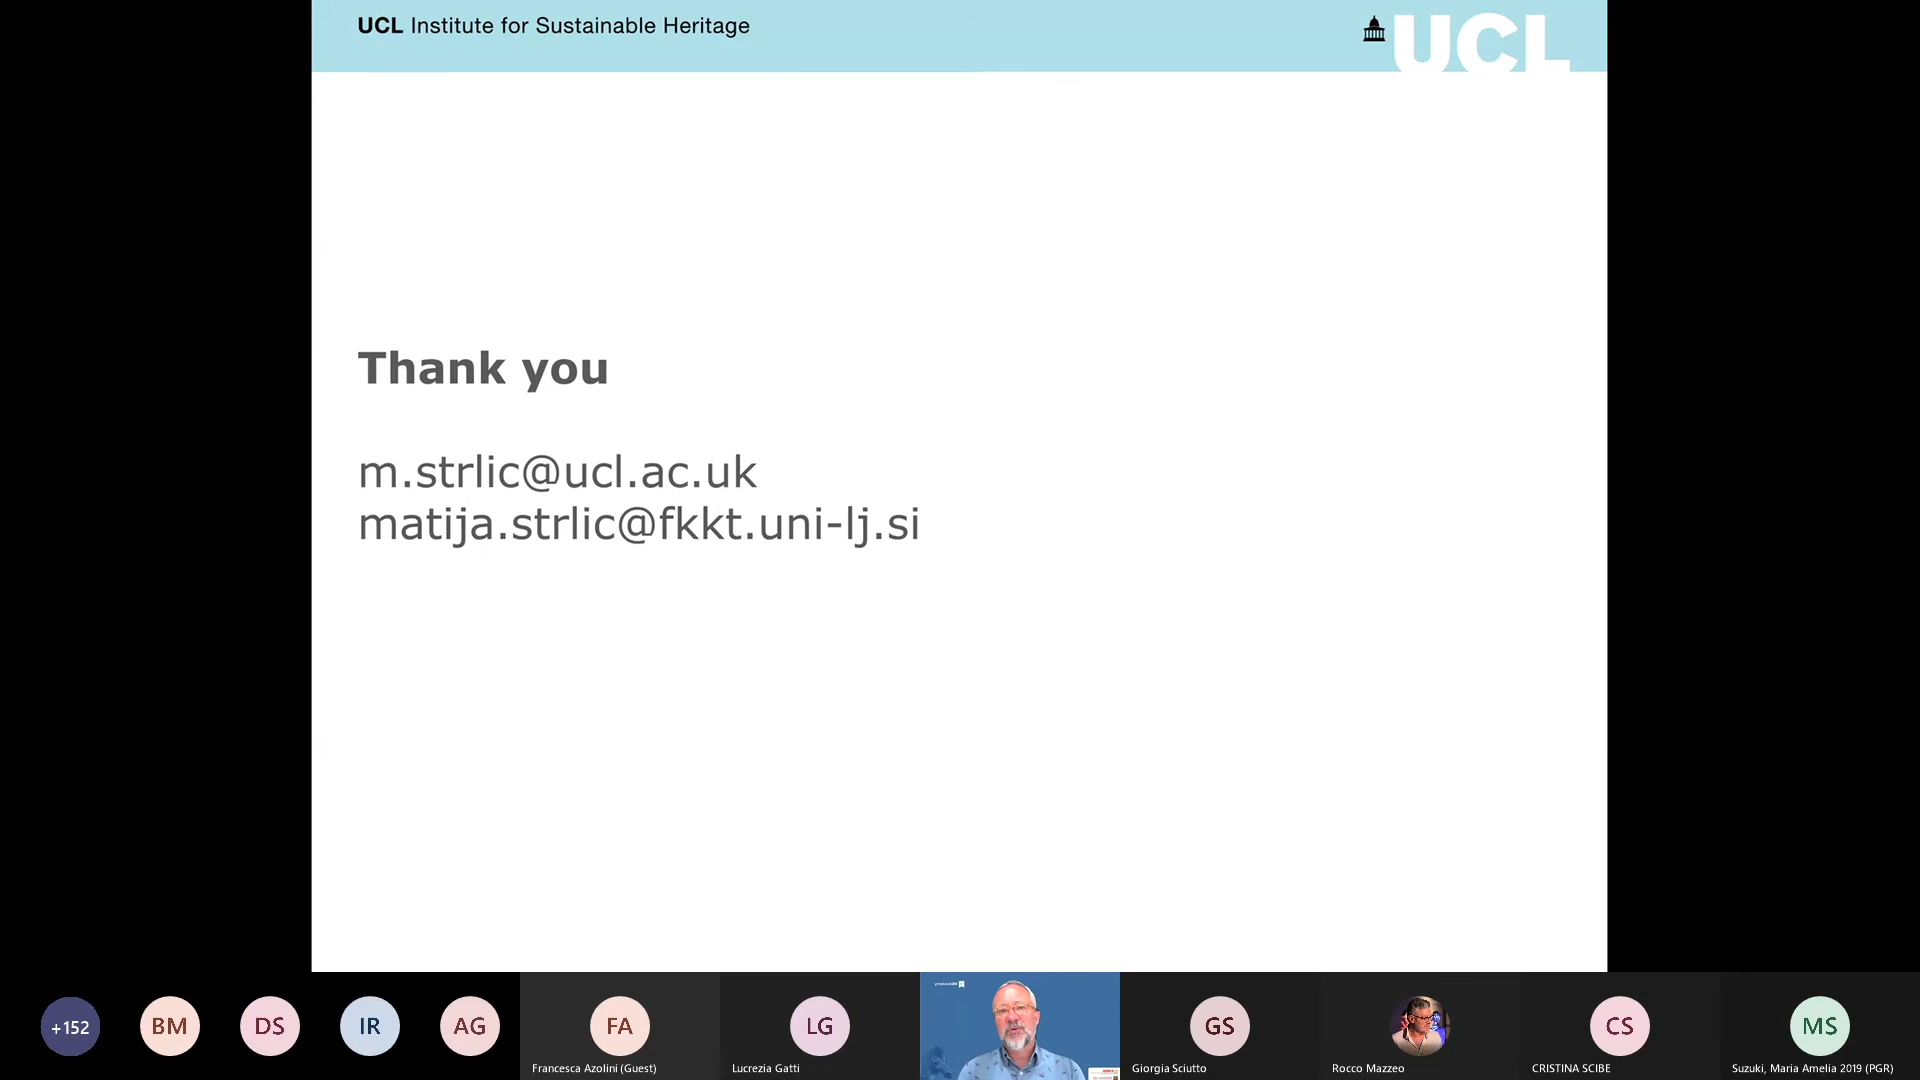 UCL Institute for Sustainable Heritage
UCL
Thank you
m.strlic@ucl.ac.uk
matija.strlic@fkkt.uni-lj.si
+152
BM
DS
IR
AG
FA
LG
GS
CS
MS
Francesca Azolini (Guest)
Lucrezia Gatti
Giorgia Sciutto
Rocco Mazzeo
CRISTINA SCIBE
Suzuki, Maria Amelia 2019 (PGR)